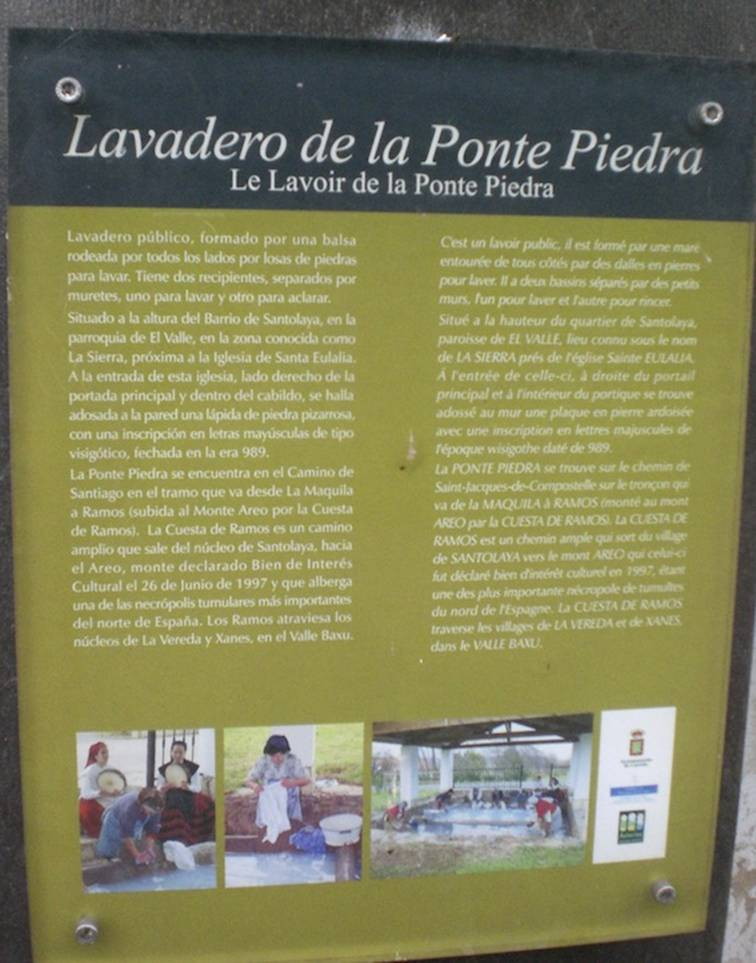 Lavadero de la Ponte Piedra
Le Lavoir de la Ponte Piedra
Lavadero público, formado por una balsa
rodeada por todos los lados por losas de piedras
para lavar. Tiene dos recipientes, separados por
muretes, uno para lavar y otro para aclarar.
Situado a la altura del Barrio de Santolaya, en la
parroquia de El Valle, en la zona conocida como
La Sierra, próxima a la Iglesia de Santa Eulalia.
A la entrada de esta iglesia, lado derecho de la
portada principal y dentro del cabildo, se halla
adosada a la pared una lápida de piedra pizarrosa,
con una inscripción en letras mayúsculas de tipo
visigótico, fechada en la era 989.
La Ponte Piedra se encuentra en el Camino de
Santiago en el tramo que va desde La Maquila
a Ramos (subida al Monte Areo por la Cuesta
de Ramos). La Cuesta de Ramos es un camino
amplio que sale del núcleo de Santolaya, hacia
el Areo, monte declarado Bien de Interés
Cultural el 26 de Junio de 1997 y que alberga
una de las necrópolis tumulares más importantes
del norte de España. Los Ramos atraviesa los
núcleos de La Vereda y Xanes, en el Valle Baxu.
C'est un lavoir public, il est formé par une mare
entourée de tous côtés par des dalles en pierres
pour laver. Il a deux bassins séparés par des petits
murs, l'un pour laver et l'autre pour rincer.
Situé a la hauteur du quartier de Santolaya,
paroisse de EL VALLE, lieu connu sous le nom
de LA SIERRA prés de l'église Sainte EULALIA.
Á l'entrée de celle-ci, à droite du portail
principal et à l'intérieur du portique se trouve
adossé au mur une plaque en pierre ardoisée
avec une inscription en lettres majuscules de
l'époque wisigothe daté de 989.
La PONTE PIEDRA se trouve sur le chemin de
Saint-Jacques-de-Compostelle sur le tronçon qui
va de la MAQUILA à RAMOS (monté au mont
AREO par la CUESTA DE RAMOS). La CUESTA DE
RAMOS est un chemin ample qui sort du village
de SANTOLAYA vers le mont AREO qui celui-ci
fut déclaré bien d'intérêt culturel en 1997, étant
une des plus importante nécropole de tumultes
du nord de l'Espagne. La CUESTA DE RAMOS
traverse les villages de LA VEREDA et de XANES,
dans le VALLE BAXU.